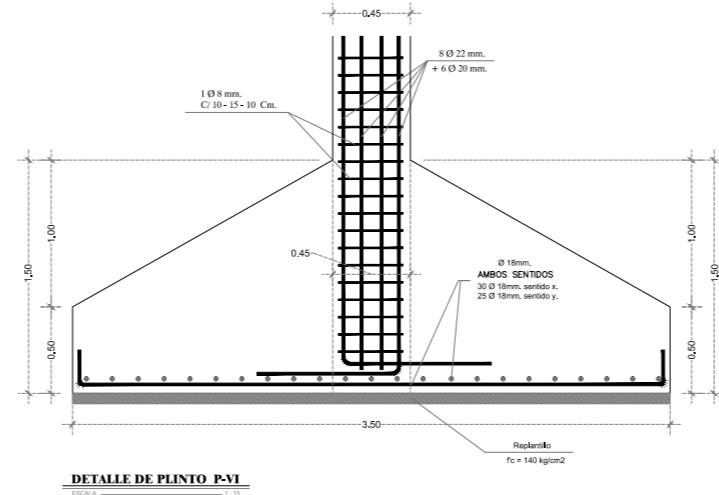 0.45
8 Ø 22 mm.
+ 6 Ø 20 mm.
1 Ø 8 mm.
C/ 10 - 15 - 10 Cm.
1.50
1.00
0.50
0.45
Ø 18mm.
AMBOS SENTIDOS
30 Ø 18mm. sentido x.
25 Ø 18mm. sentido y.
1.00
1.50
0.50
3.50
Replantillo
f'c = 140 kg/cm2
DETALLE DE PLINTO P-VI
ESCALA 1 : 15